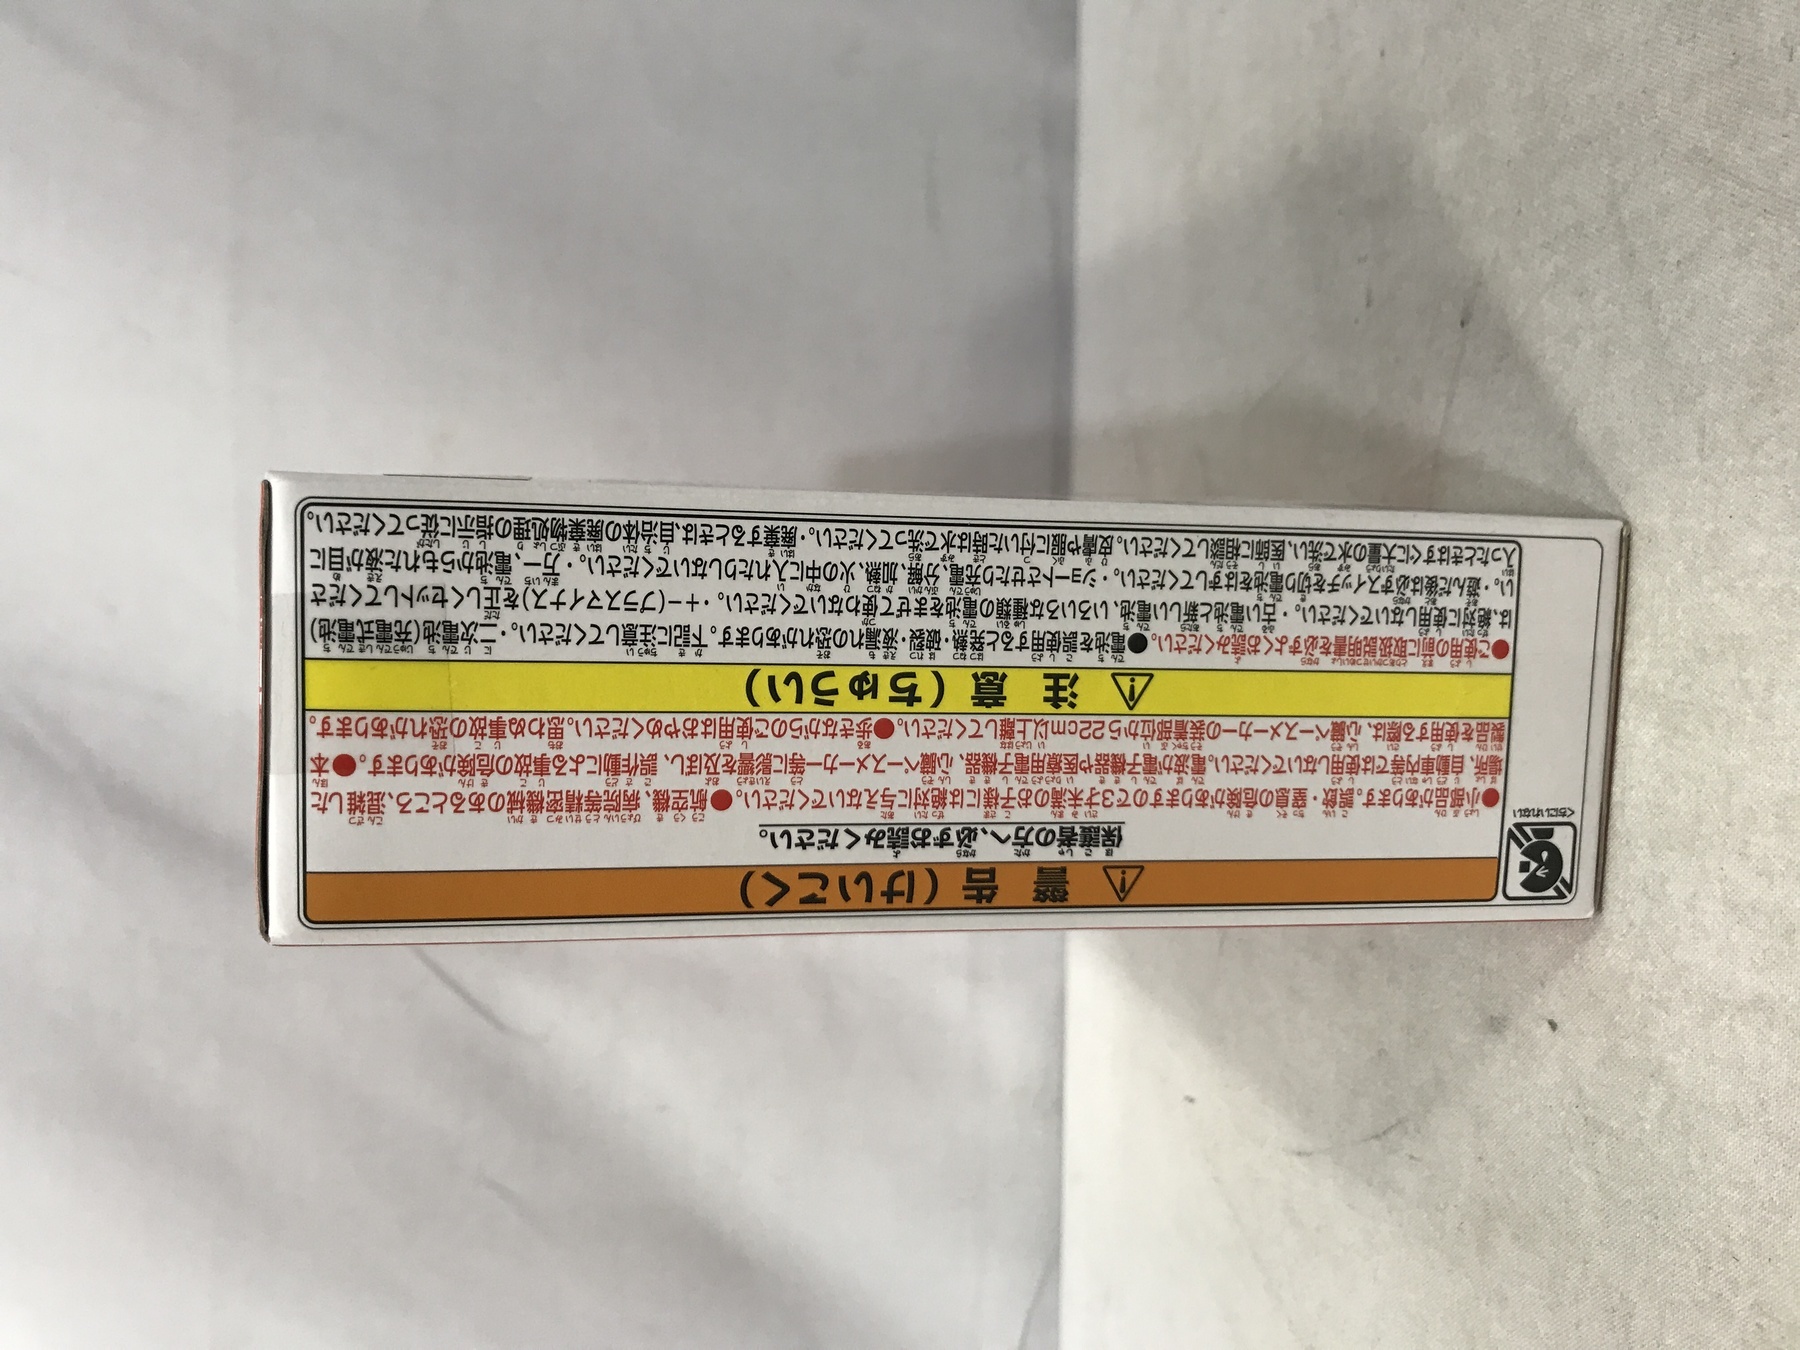 警告(けいこく)
保護者の方へ、必ずお読みください。
●小部品があります。誤飲・窒息の危険がありますので3才未満のお子様には絶対に与えないでください。●航空機、病院等精密機械のあるところ、混雑した
場所、自動車内等では使用しないでください。電波が電子機器や医療用電子機器、心臓ペースメーカー等に影響を及ぼし、誤作動による事故の危険があります。●本
製品を使用する際は、心臓ペースメーカーの装着部位から22cm以上離してください。●歩きながらのご使用はおやめください。思わぬ事故の恐れがあります。
注意(ちゅうい)
●ご使用の前に取扱説明書を必ずよくお読みください。●電池を誤使用すると発熱・破裂・液漏れの恐れがあります。下記に注意してください。・二次電池(充電式電池)
は、絶対に使用しないでください。・古い電池と新しい電池、いろいろな種類の電池をまぜて使わないでください。・+−(プラスマイナス)を正しくセットしてくださ
い。・遊んだ後は必ずスイッチを切り電池をはずしてください。・ショートさせたり充電、分解、加熱、火の中に入れたりしないでください。・万一、電池からもれた液が目に
入ったときはすぐに大量の水で洗い、医師に相談してください。皮膚や服に付いた時は水で洗ってください。・廃棄するときは、自治体の廃棄物処理の指示に従ってください。
くちにいれない